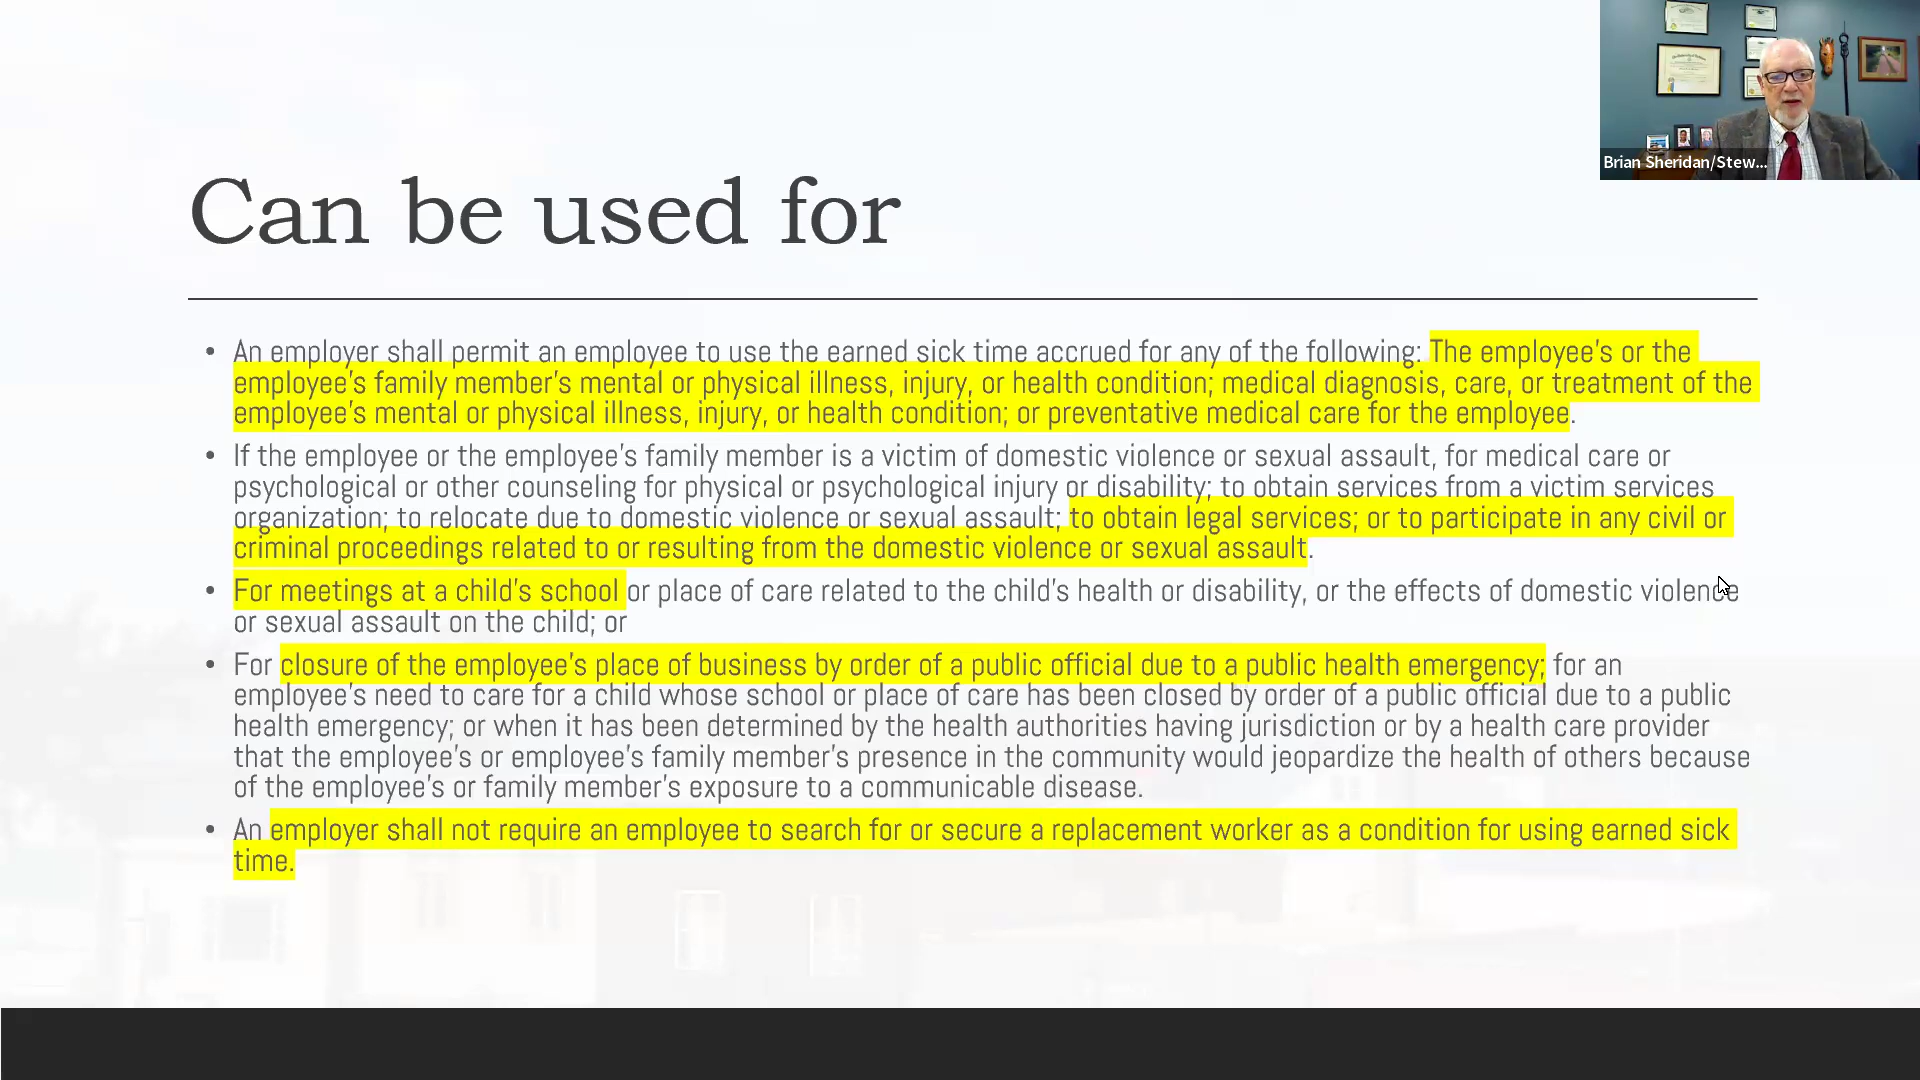 Brian Sheridan/Stew...
Can be used for
• An employer shall permit an employee to use the earned sick time accrued for any of the following: The employee's or the
employee's family member's mental or physical illness, injury, or health condition; medical diagnosis, care, or treatment of the
employee's mental or physical illness, injury, or health condition; or preventative medical care for the employee.
• If the employee or the employee's family member is a victim of domestic violence or sexual assault, for medical care or
psychological or other counseling for physical or psychological injury or disability; to obtain services from a victim services
organization; to relocate due to domestic violence or sexual assault; to obtain legal services; or to participate in any civil or
criminal proceedings related to or resulting from the domestic violence or sexual assault.
• For meetings at a child's school or place of care related to the child's health or disability, or the effects of domestic violence
or sexual assault on the child; or
• For closure of the employee's place of business by order of a public official due to a public health emergency; for an
employee's need to care for a child whose school or place of care has been closed by order of a public official due to a public
health emergency; or when it has been determined by the health authorities having jurisdiction or by a health care provider
that the employee's or employee's family member's presence in the community would jeopardize the health of others because
of the employee's or family member's exposure to a communicable disease.
• An employer shall not require an employee to search for or secure a replacement worker as a condition for using earned sick
time.